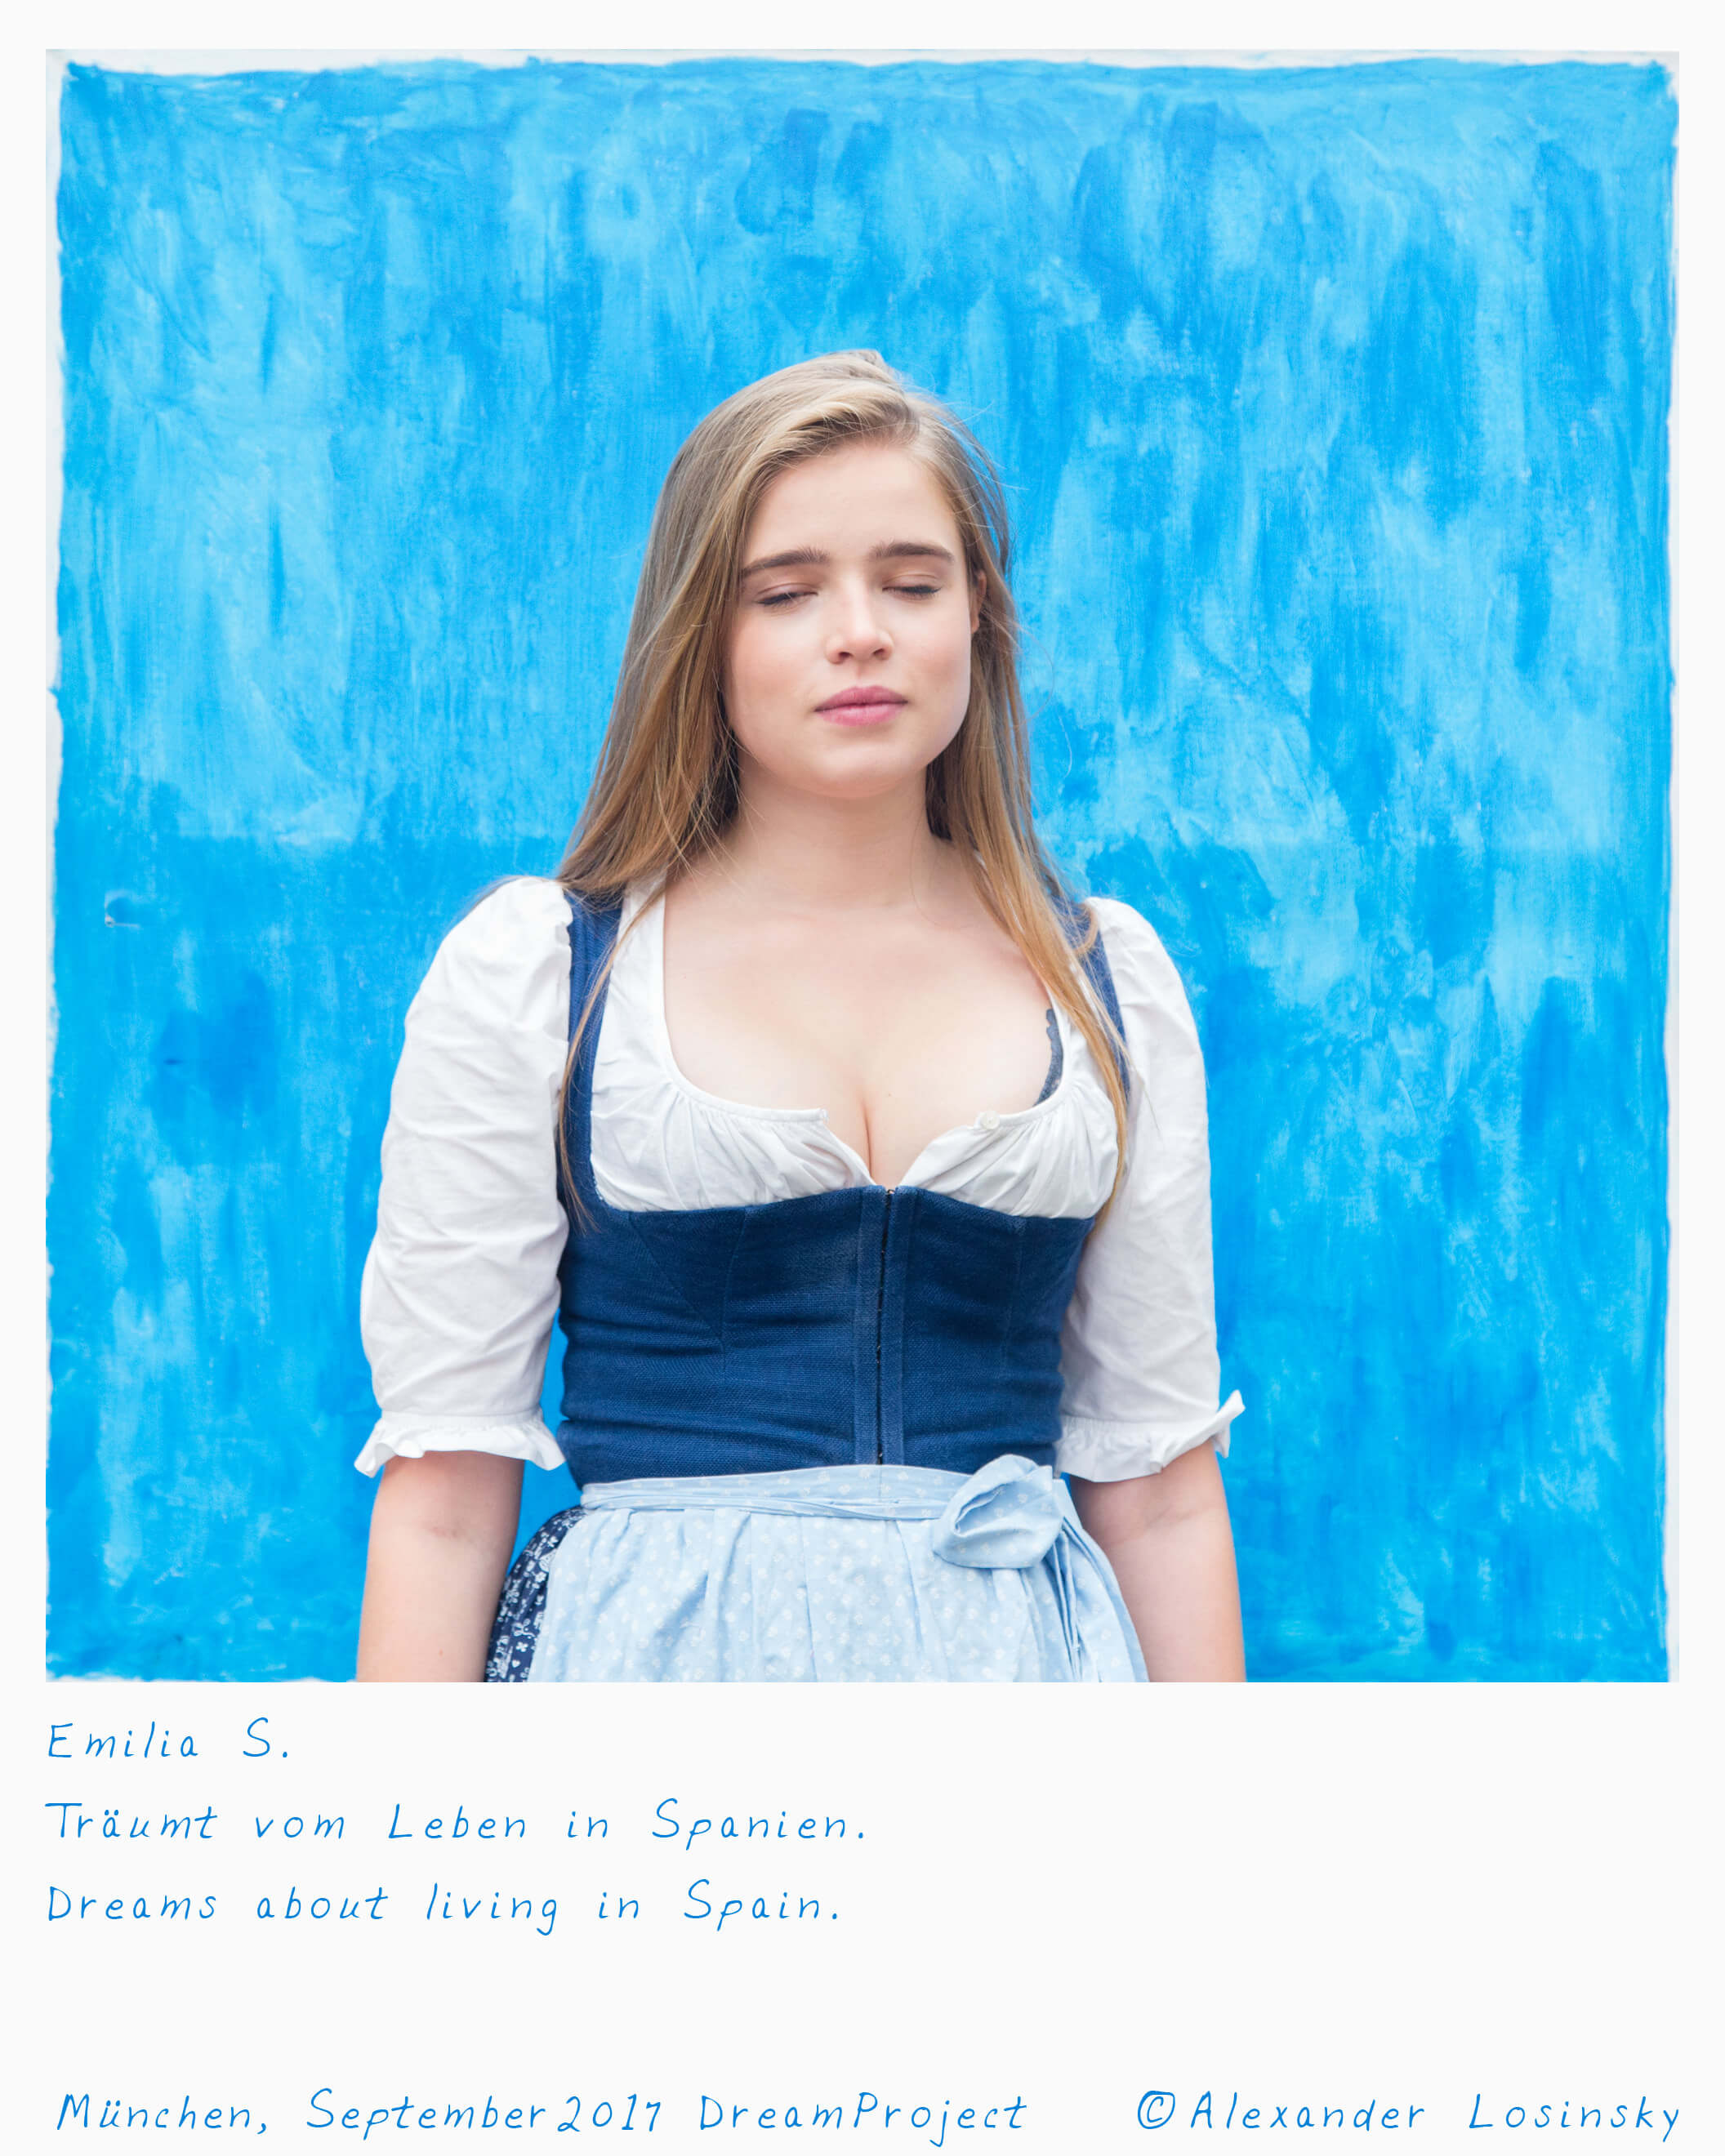 Emilia S.
Träumt vom Leben in Spanien.
Dreams about living in Spain.
München, September 2017 DreamProject ©Alexander Losinsky